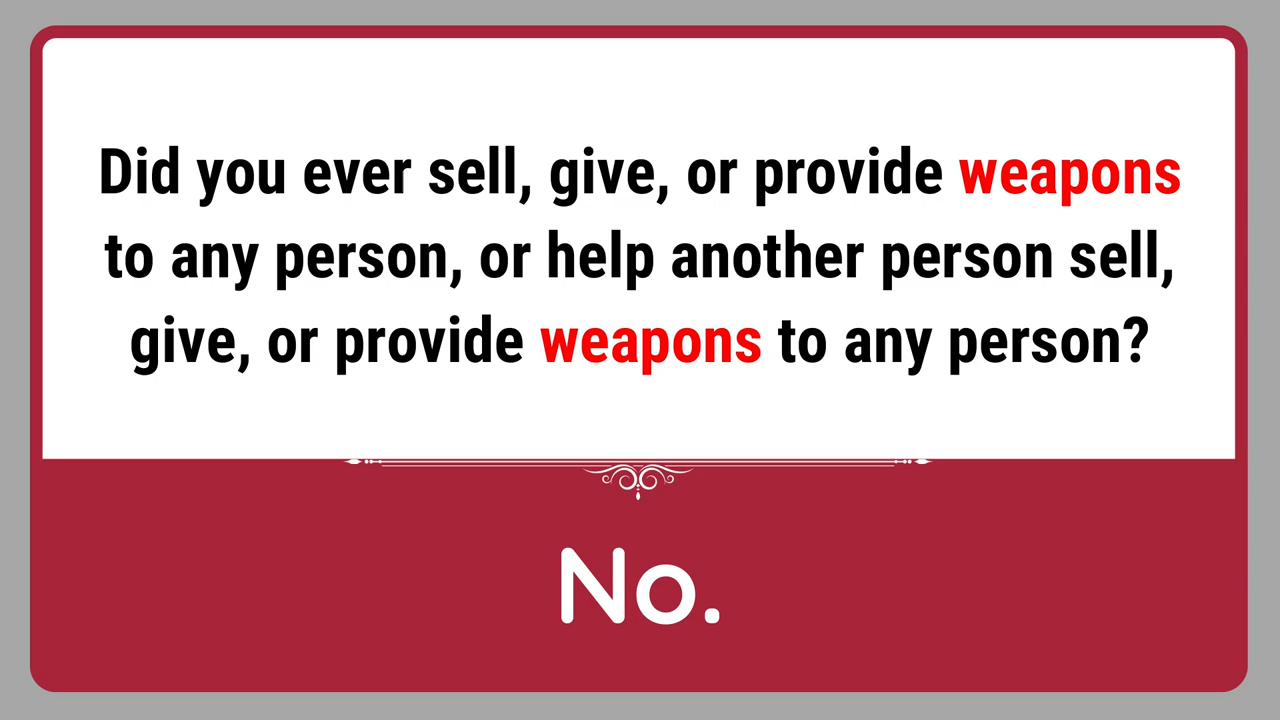 Did you ever sell, give, or provide weapons
to any person, or help another person sell,
give, or provide weapons to any person?
No.